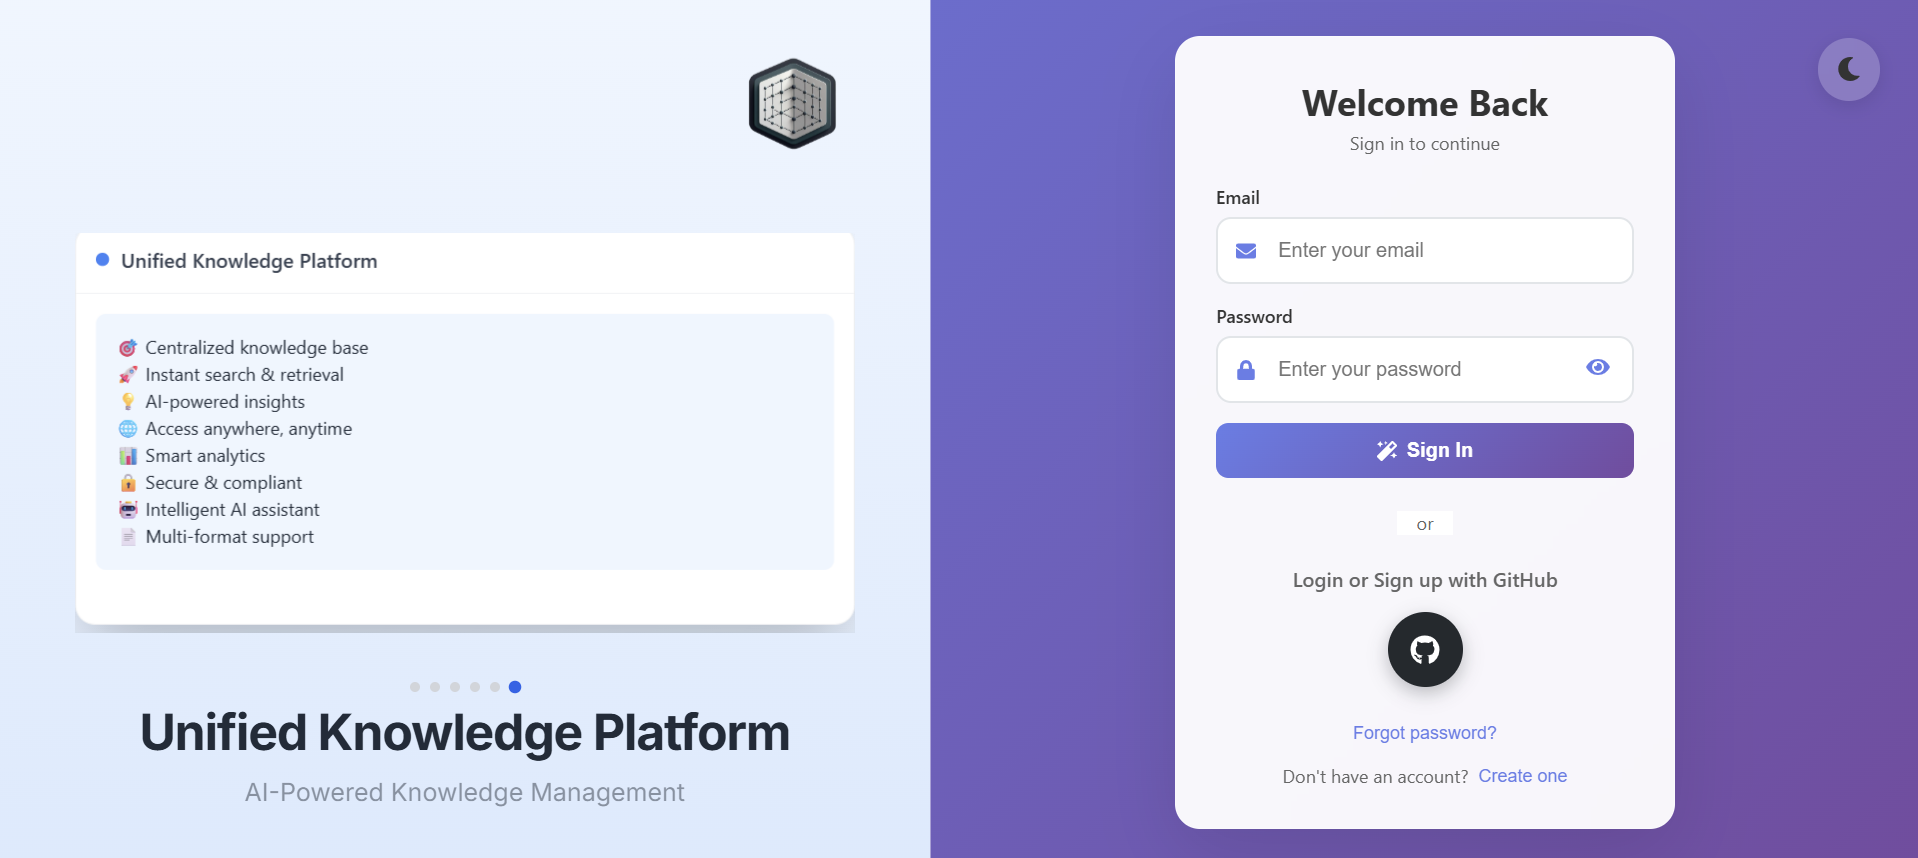 Unified Knowledge Platform
Centralized knowledge base
Instant search & retrieval
AI-powered insights
Access anywhere, anytime
Smart analytics
Secure & compliant
Intelligent AI assistant
Multi-format support
Unified Knowledge Platform
AI-Powered Knowledge Management
Welcome Back
Sign in to continue
Email
Enter your email
Password
Enter your password
Sign In
or
Login or Sign up with GitHub
Forgot password?
Don't have an account? Create one